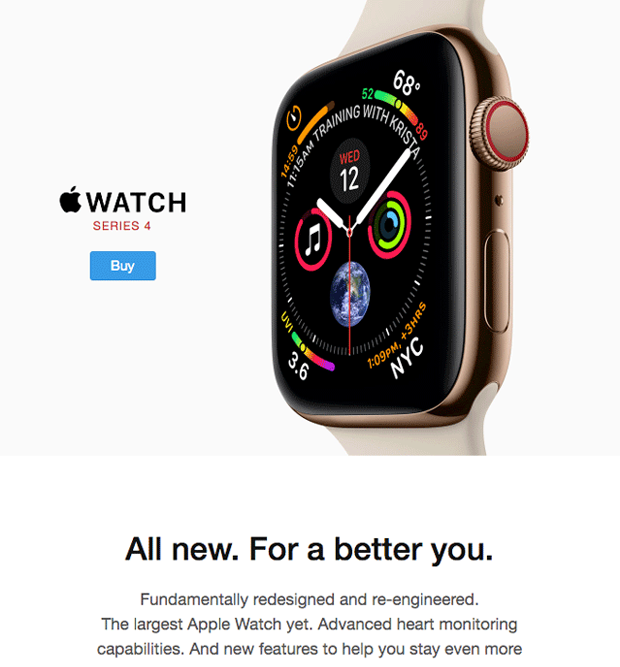 68°
52
89
14:59
11:15AM TRAINING WITH KRISTA
WED
12
WATCH
SERIES 4
Buy
UVI
3.6
1:09PM, +3HRS
NYC
All new. For a better you.
Fundamentally redesigned and re-engineered.
The largest Apple Watch yet. Advanced heart monitoring
capabilities. And new features to help you stay even more